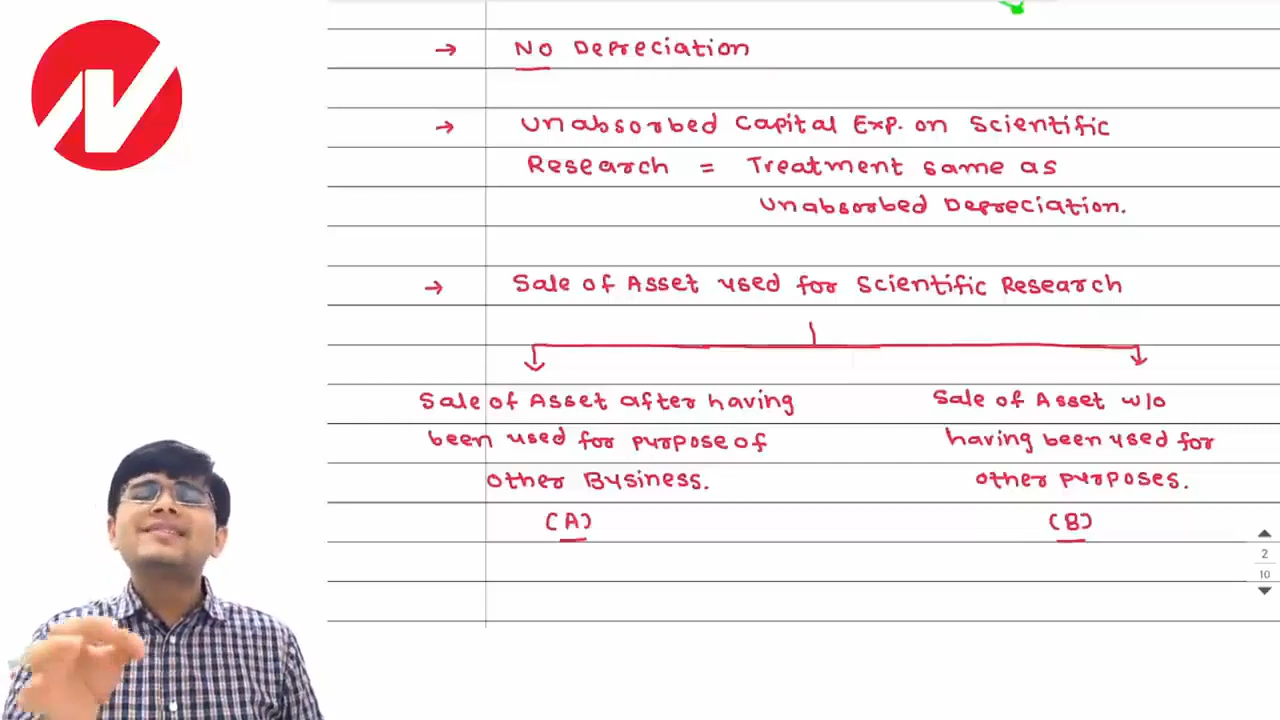 → No Depreciation
→ Unabsorbed Capital Exp. on Scientific
Research = Treatment same as
Unabsorbed Depreciation.
→ Sale of Asset used for Scientific Research
Sale of Asset after having
been used for purpose of
other Business.
(A)
Sale of Asset w/o
having been used for
other purposes.
(B)
2
10